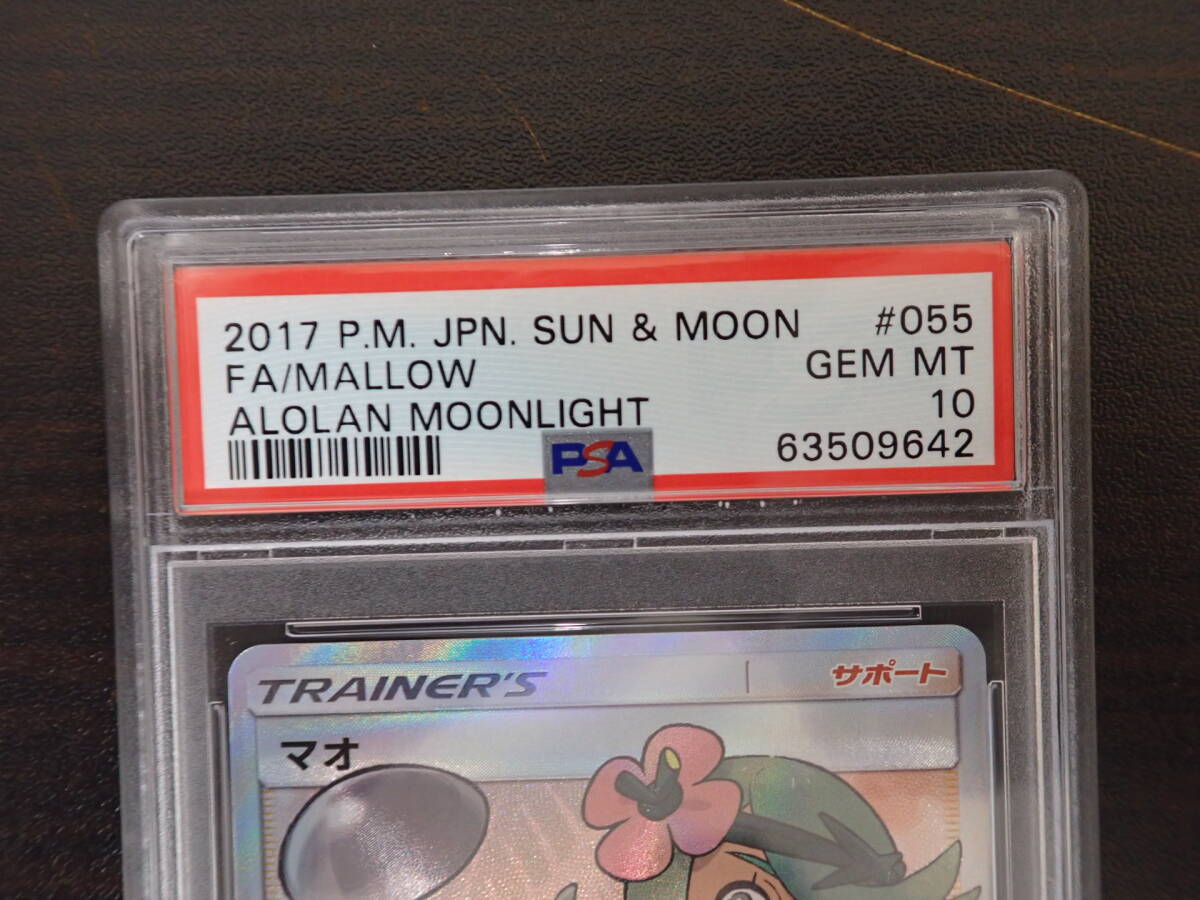 2017 P.M. JPN. SUN & MOON #055
FA/MALLOW GEM MT
ALOLAN MOONLIGHT 10
PSA 63509642
TRAINER'S サポート
マオ